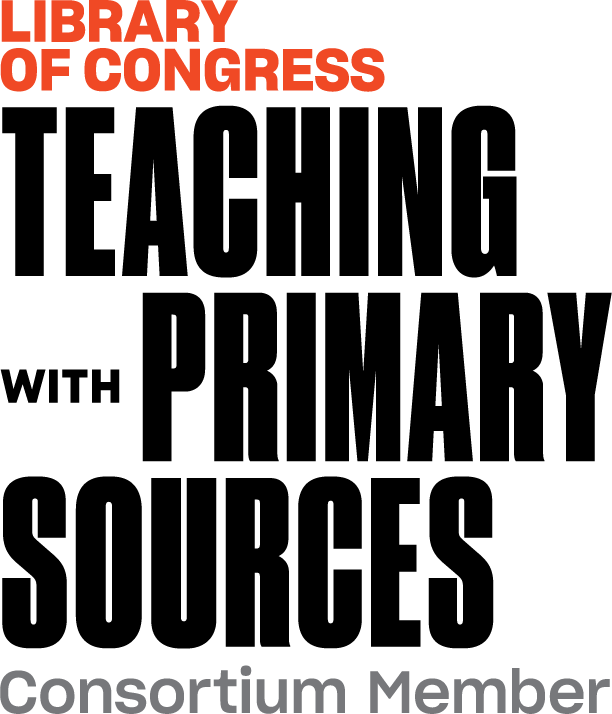 LIBRARY
OF CONGRESS
TEACHING
WITH PRIMARY
SOURCES
Consortium Member